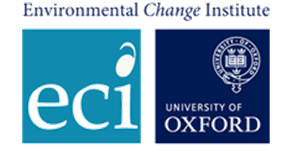 Environmental Change Institute
eci
UNIVERSITY OF
OXFORD